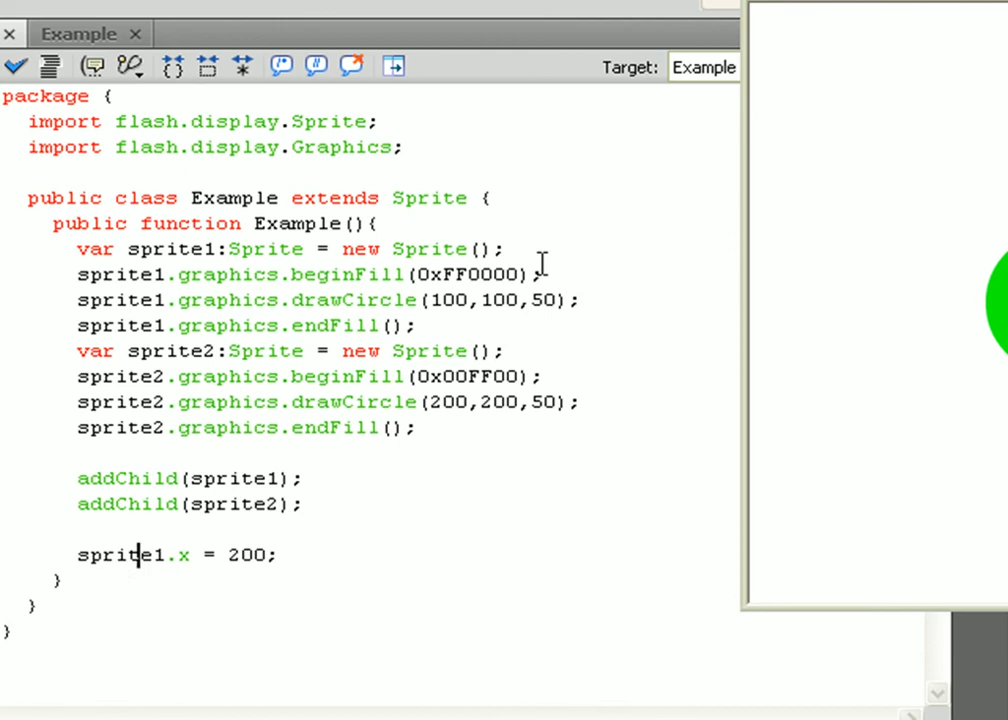 Example
Target: Example
package {
import flash.display.Sprite;
import flash.display.Graphics;
public class Example extends Sprite {
public function Example(){
var sprite1:Sprite = new Sprite();
sprite1.graphics.beginFill(0xFF0000);
sprite1.graphics.drawCircle(100,100,50);
sprite1.graphics.endFill();
var sprite2:Sprite = new Sprite();
sprite2.graphics.beginFill(0x00FF00);
sprite2.graphics.drawCircle(200,200,50);
sprite2.graphics.endFill();
addChild(sprite1);
addChild(sprite2);
sprite1.x = 200;
}
}
}